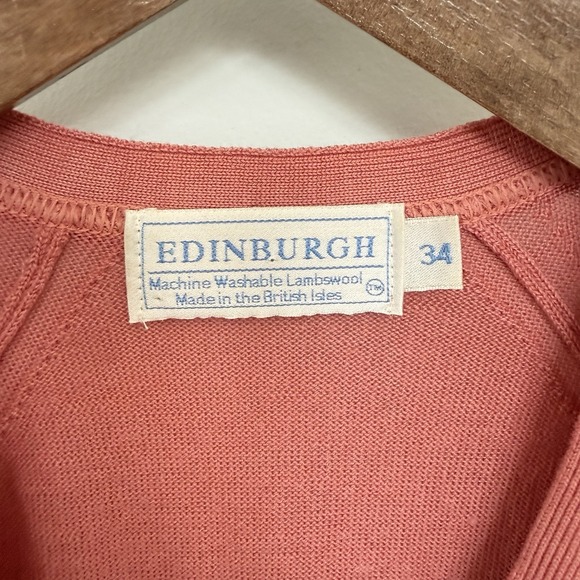 EDINBURGH
34
Machine Washable Lambswool
Made in the British Isles
TM